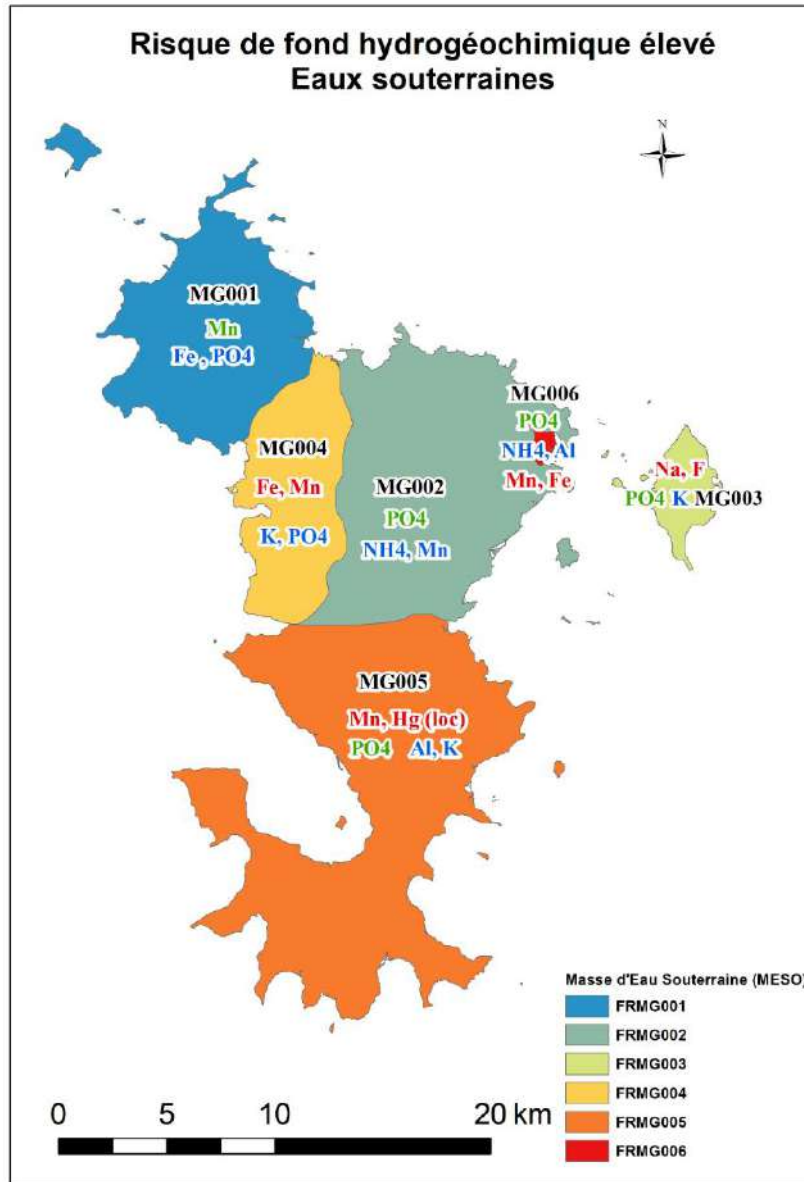 Risque de fond hydrogéochimique élevé
Eaux souterraines
N
MG001
Mn
Fe , PO4
MG006
PO4
NH4, Al
Mn, Fe
MG004
Fe, Mn
K, PO4
MG002
PO4
NH4, Mn
Na, F
PO4 K MG003
MG005
Mn, Hg (loc)
PO4 Al, K
Masse d'Eau Souterraine (MESO)
FRMG001
FRMG002
FRMG003
FRMG004
FRMG005
FRMG006
0 5 10 20 km